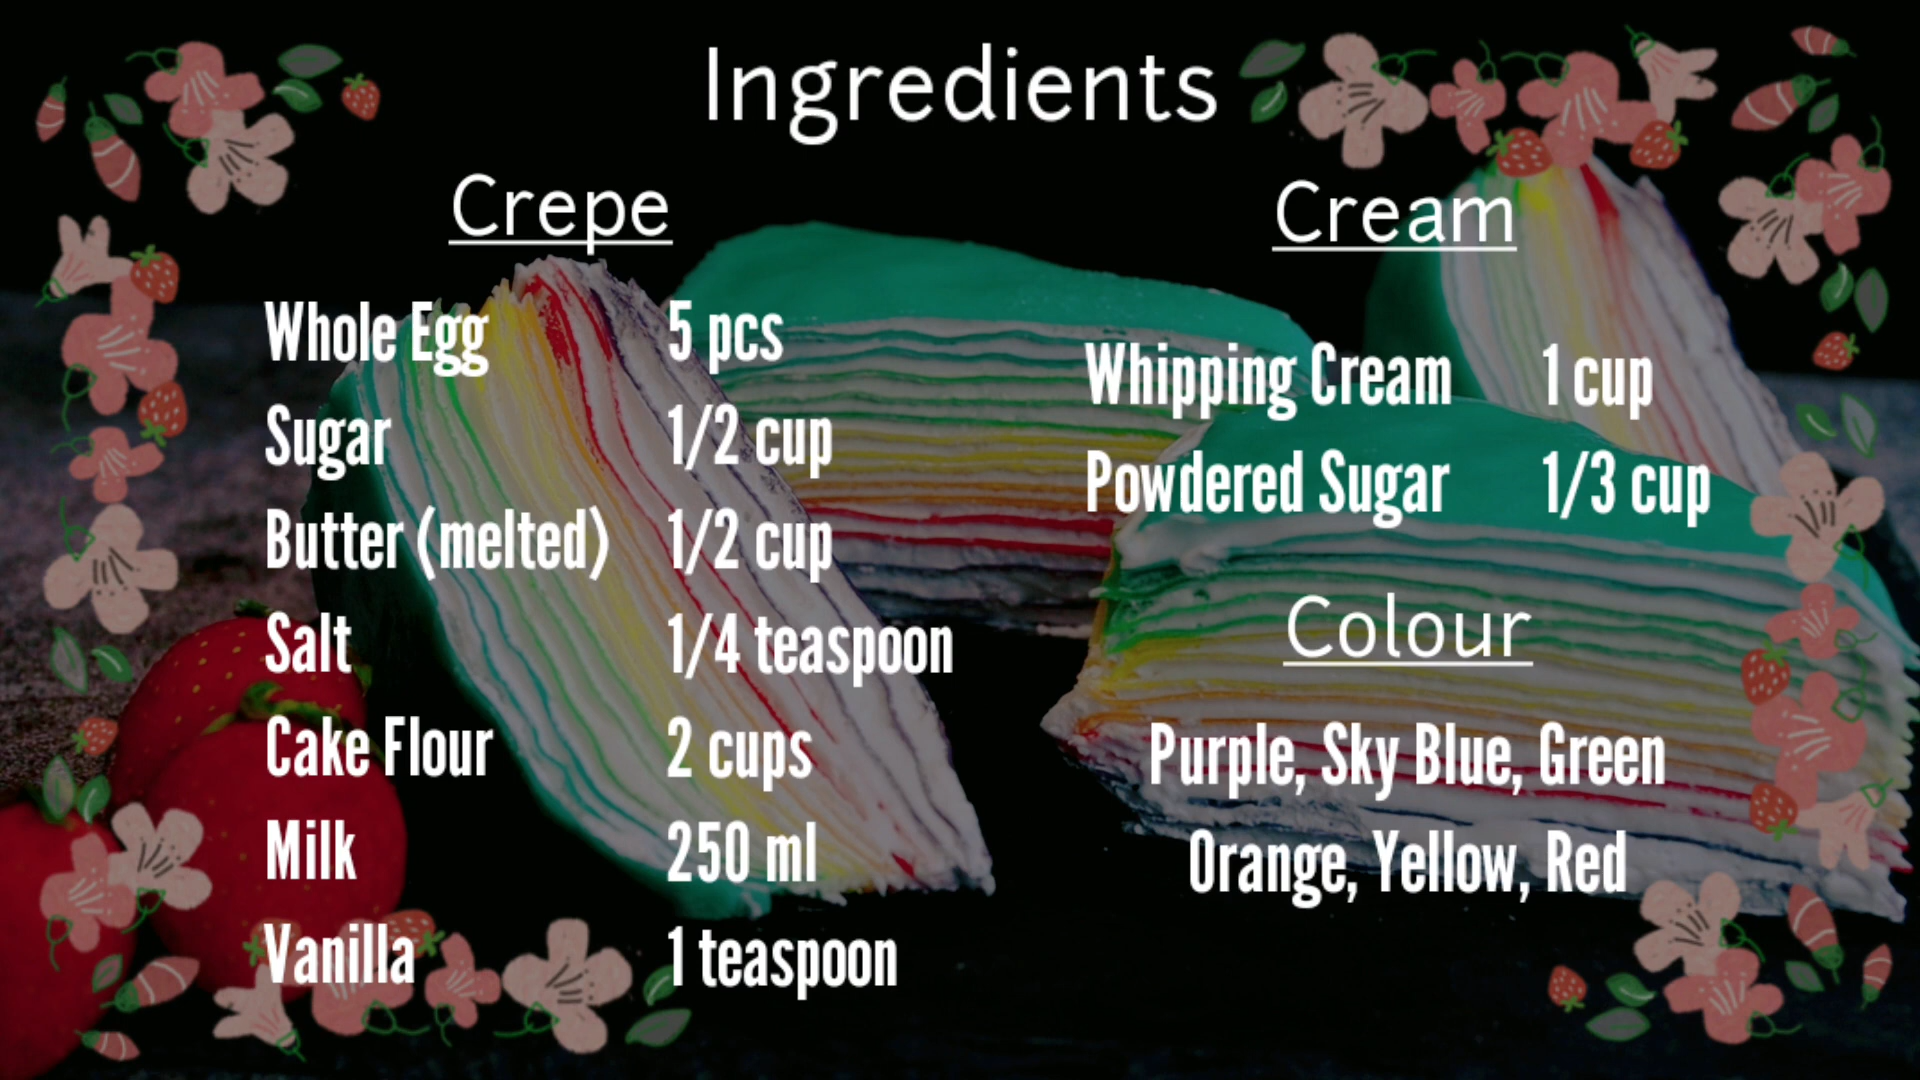 Ingredients
Crepe
Whole Egg 5 pcs
Sugar 1/2 cup
Butter (melted) 1/2 cup
Salt 1/4 teaspoon
Cake Flour 2 cups
Milk 250 ml
Vanilla 1 teaspoon
Cream
Whipping Cream 1 cup
Powdered Sugar 1/3 cup
Colour
Purple, Sky Blue, Green
Orange, Yellow, Red